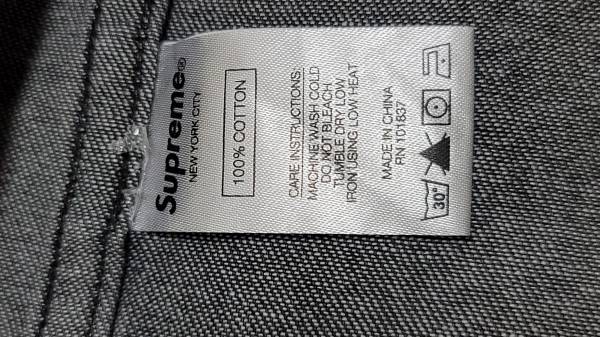 Supreme®
NEW YORK CITY
100% COTTON
CARE INSTRUCTIONS:
MACHINE WASH COLD
DO NOT BLEACH
TUMBLE DRY LOW
IRON USING LOW HEAT
MADE IN CHINA
RN 101837
30°